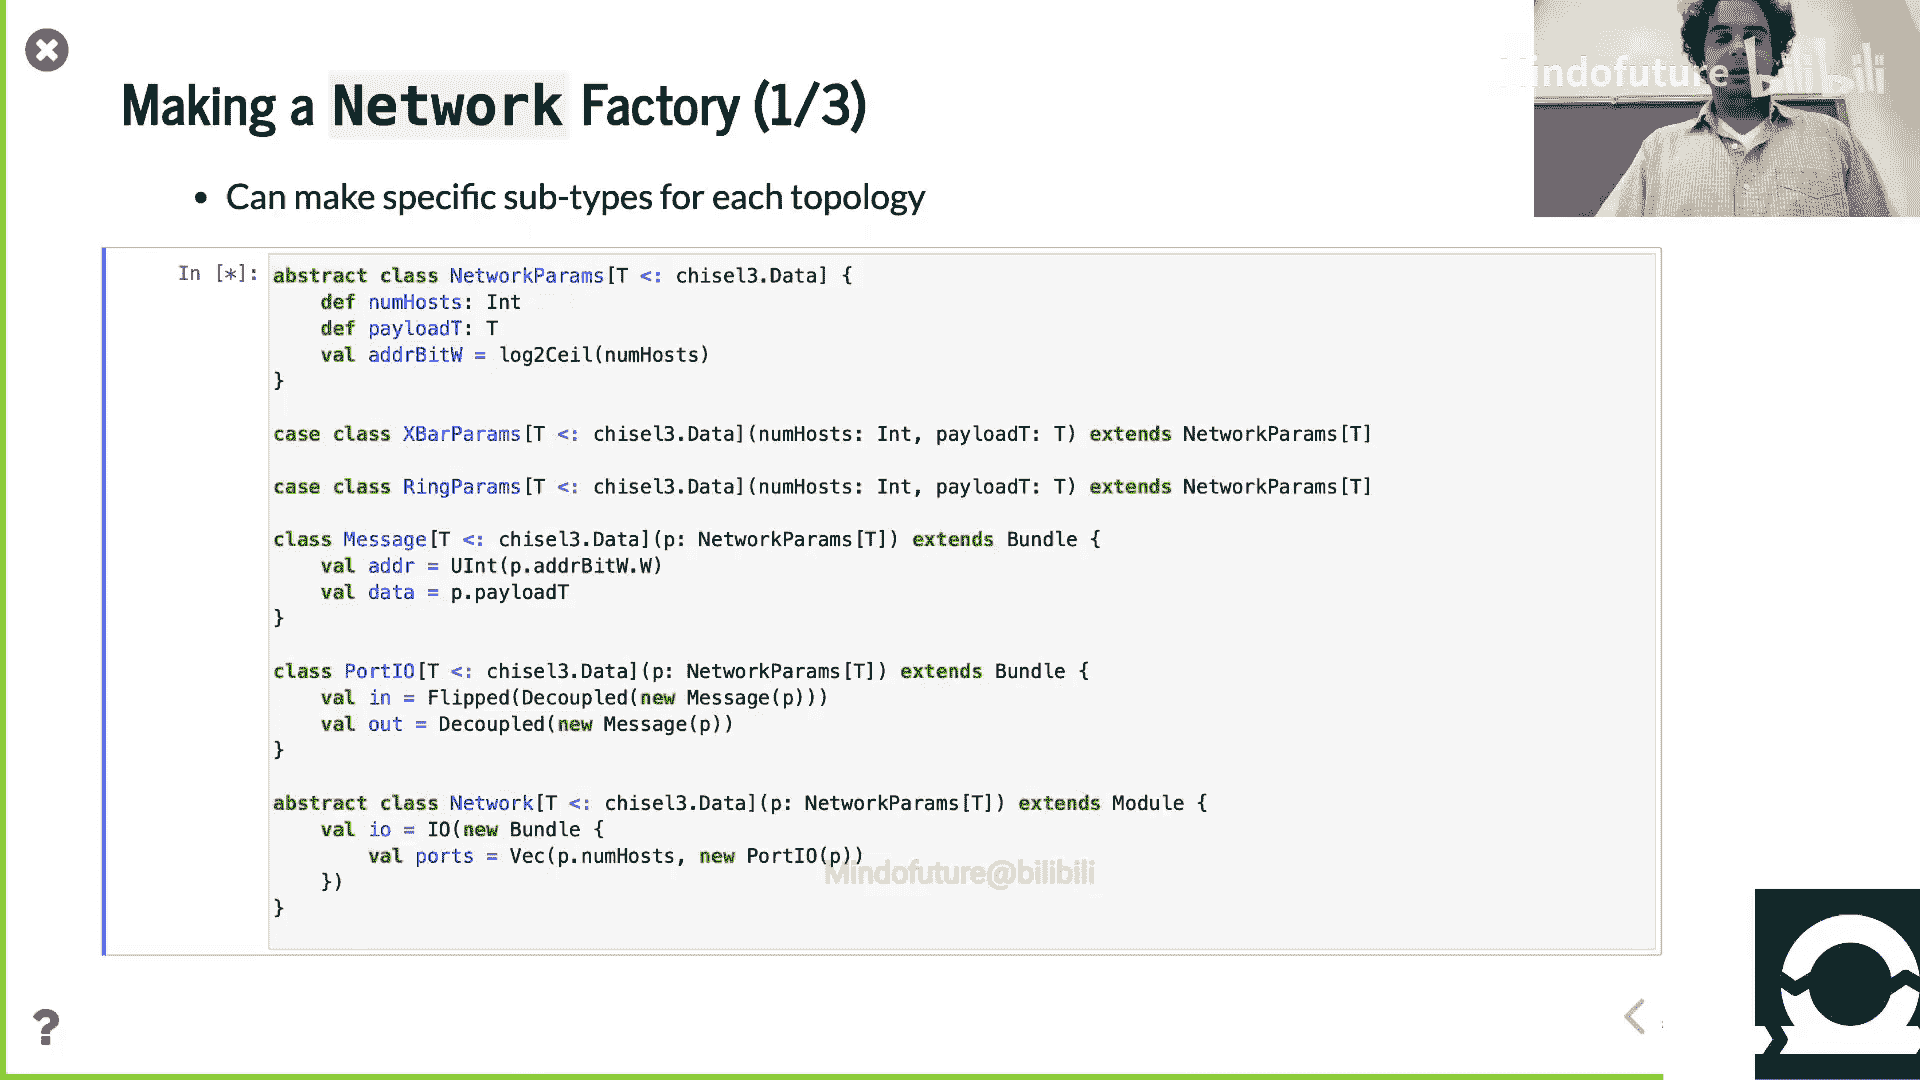 Making a Network Factory (1/3)
Mindofuture bilibili
• Can make specific sub-types for each topology
In [*]:
abstract class NetworkParams[T <: chisel3.Data] {
    def numHosts: Int
    def payloadT: T
    val addrBitW = log2Ceil(numHosts)
}
case class XBarParams[T <: chisel3.Data](numHosts: Int, payloadT: T) extends NetworkParams[T]
case class RingParams[T <: chisel3.Data](numHosts: Int, payloadT: T) extends NetworkParams[T]
class Message[T <: chisel3.Data](p: NetworkParams[T]) extends Bundle {
    val addr = UInt(p.addrBitW.W)
    val data = p.payloadT
}
class PortIO[T <: chisel3.Data](p: NetworkParams[T]) extends Bundle {
    val in = Flipped(Decoupled(new Message(p)))
    val out = Decoupled(new Message(p))
}
abstract class Network[T <: chisel3.Data](p: NetworkParams[T]) extends Module {
    val io = IO(new Bundle {
        val ports = Vec(p.numHosts, new PortIO(p))
    })
}
Mindofuture@bilibili
?